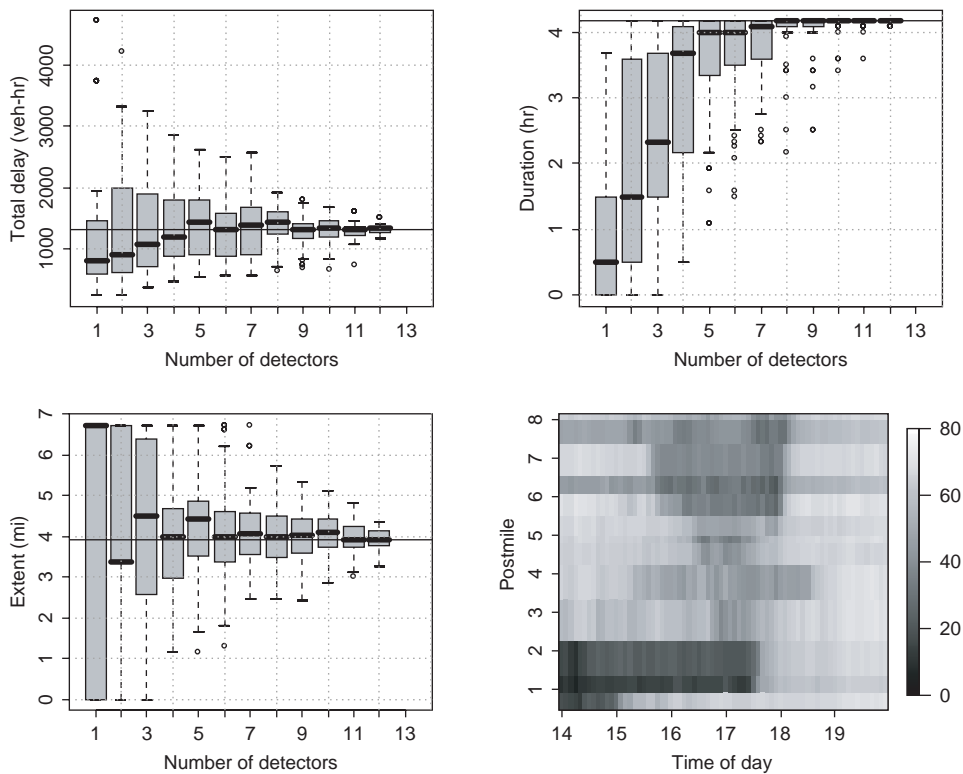 Total delay (veh-hr)
4000
3000
2000
1000
1 3 5 7 9 11 13
Number of detectors
Duration (hr)
4
3
2
1
0
1 3 5 7 9 11 13
Number of detectors
Extent (mi)
7
6
5
4
3
2
1
0
1 3 5 7 9 11 13
Number of detectors
Postmile
8
7
6
5
4
3
2
1
14 15 16 17 18 19
Time of day
80
60
40
20
0